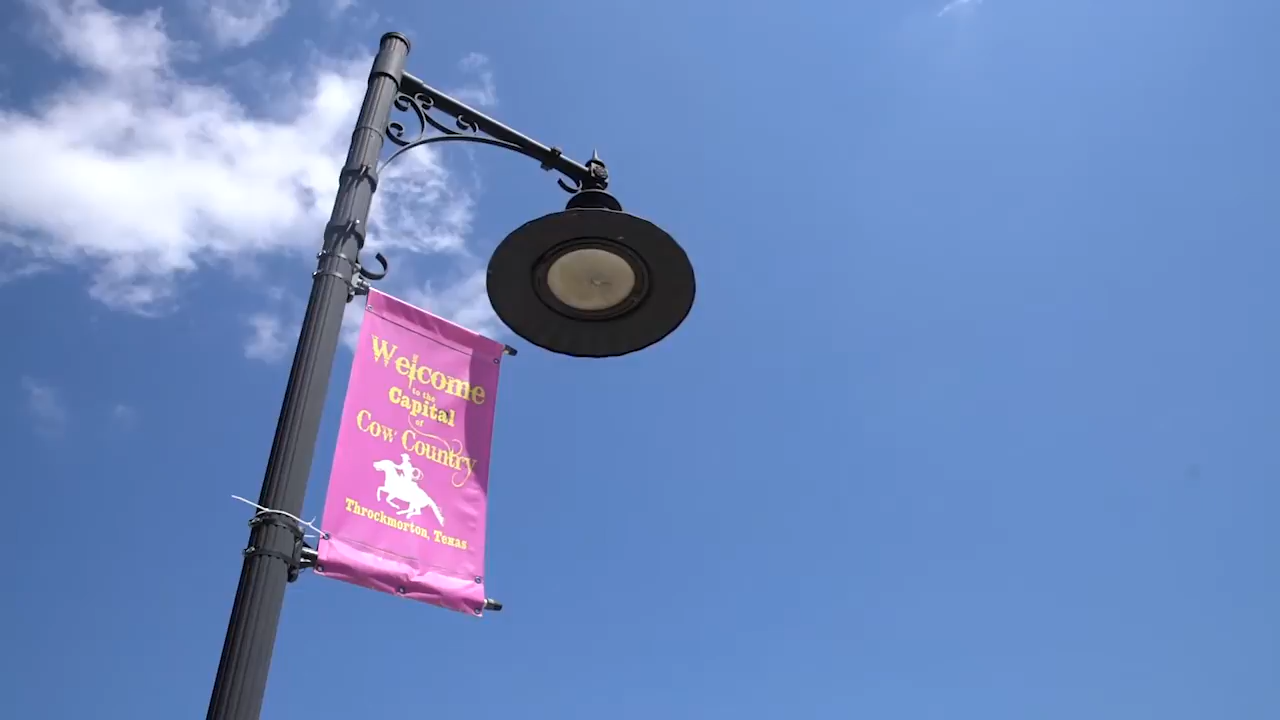 Welcome
to the
Capital
of
Cow Country
Throckmorton, Texas